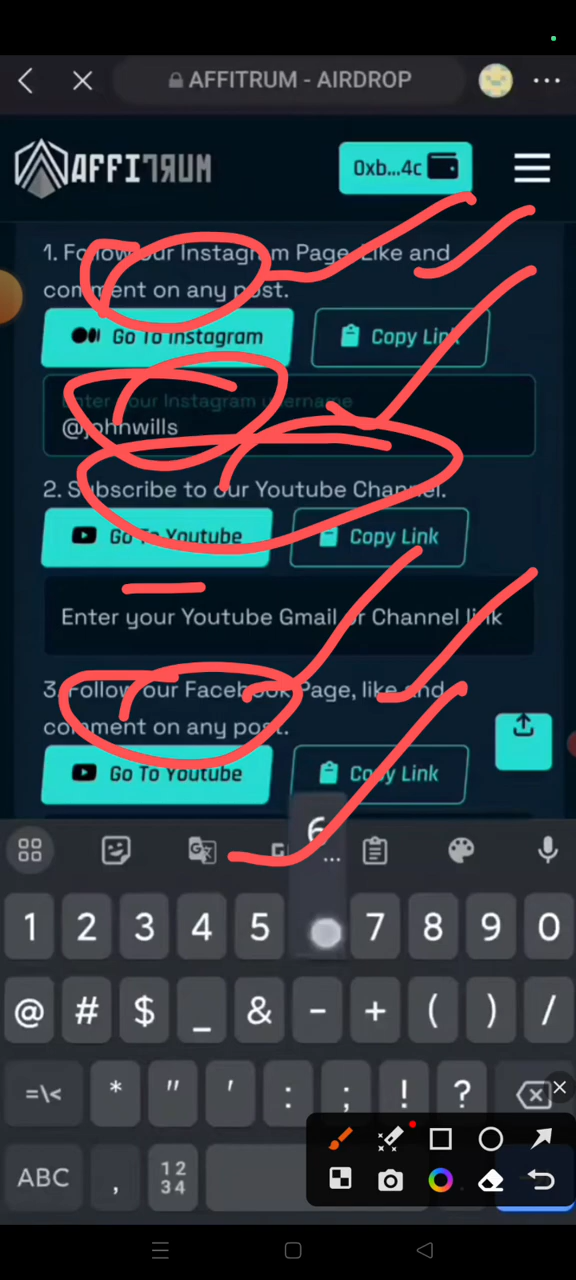 AFFITRUM - AIRDROP
AFFITRUM
0xb...4c
1. Follow our Instagram Page, Like and
comment on any post.
Go To Instagram
Copy Link
Enter your Instagram username
@johnwills
2. Subscribe to our Youtube Channel.
Go To Youtube
Copy Link
Enter your Youtube Gmail or Channel link
3. Follow our Facebook Page, like and
comment on any post.
Go To Youtube
Copy Link
6
...
1 2 3 4 5 7 8 9 0
@ # $ _ & - + ( ) /
=\< * " ' : ; ! ?
ABC , 12
34